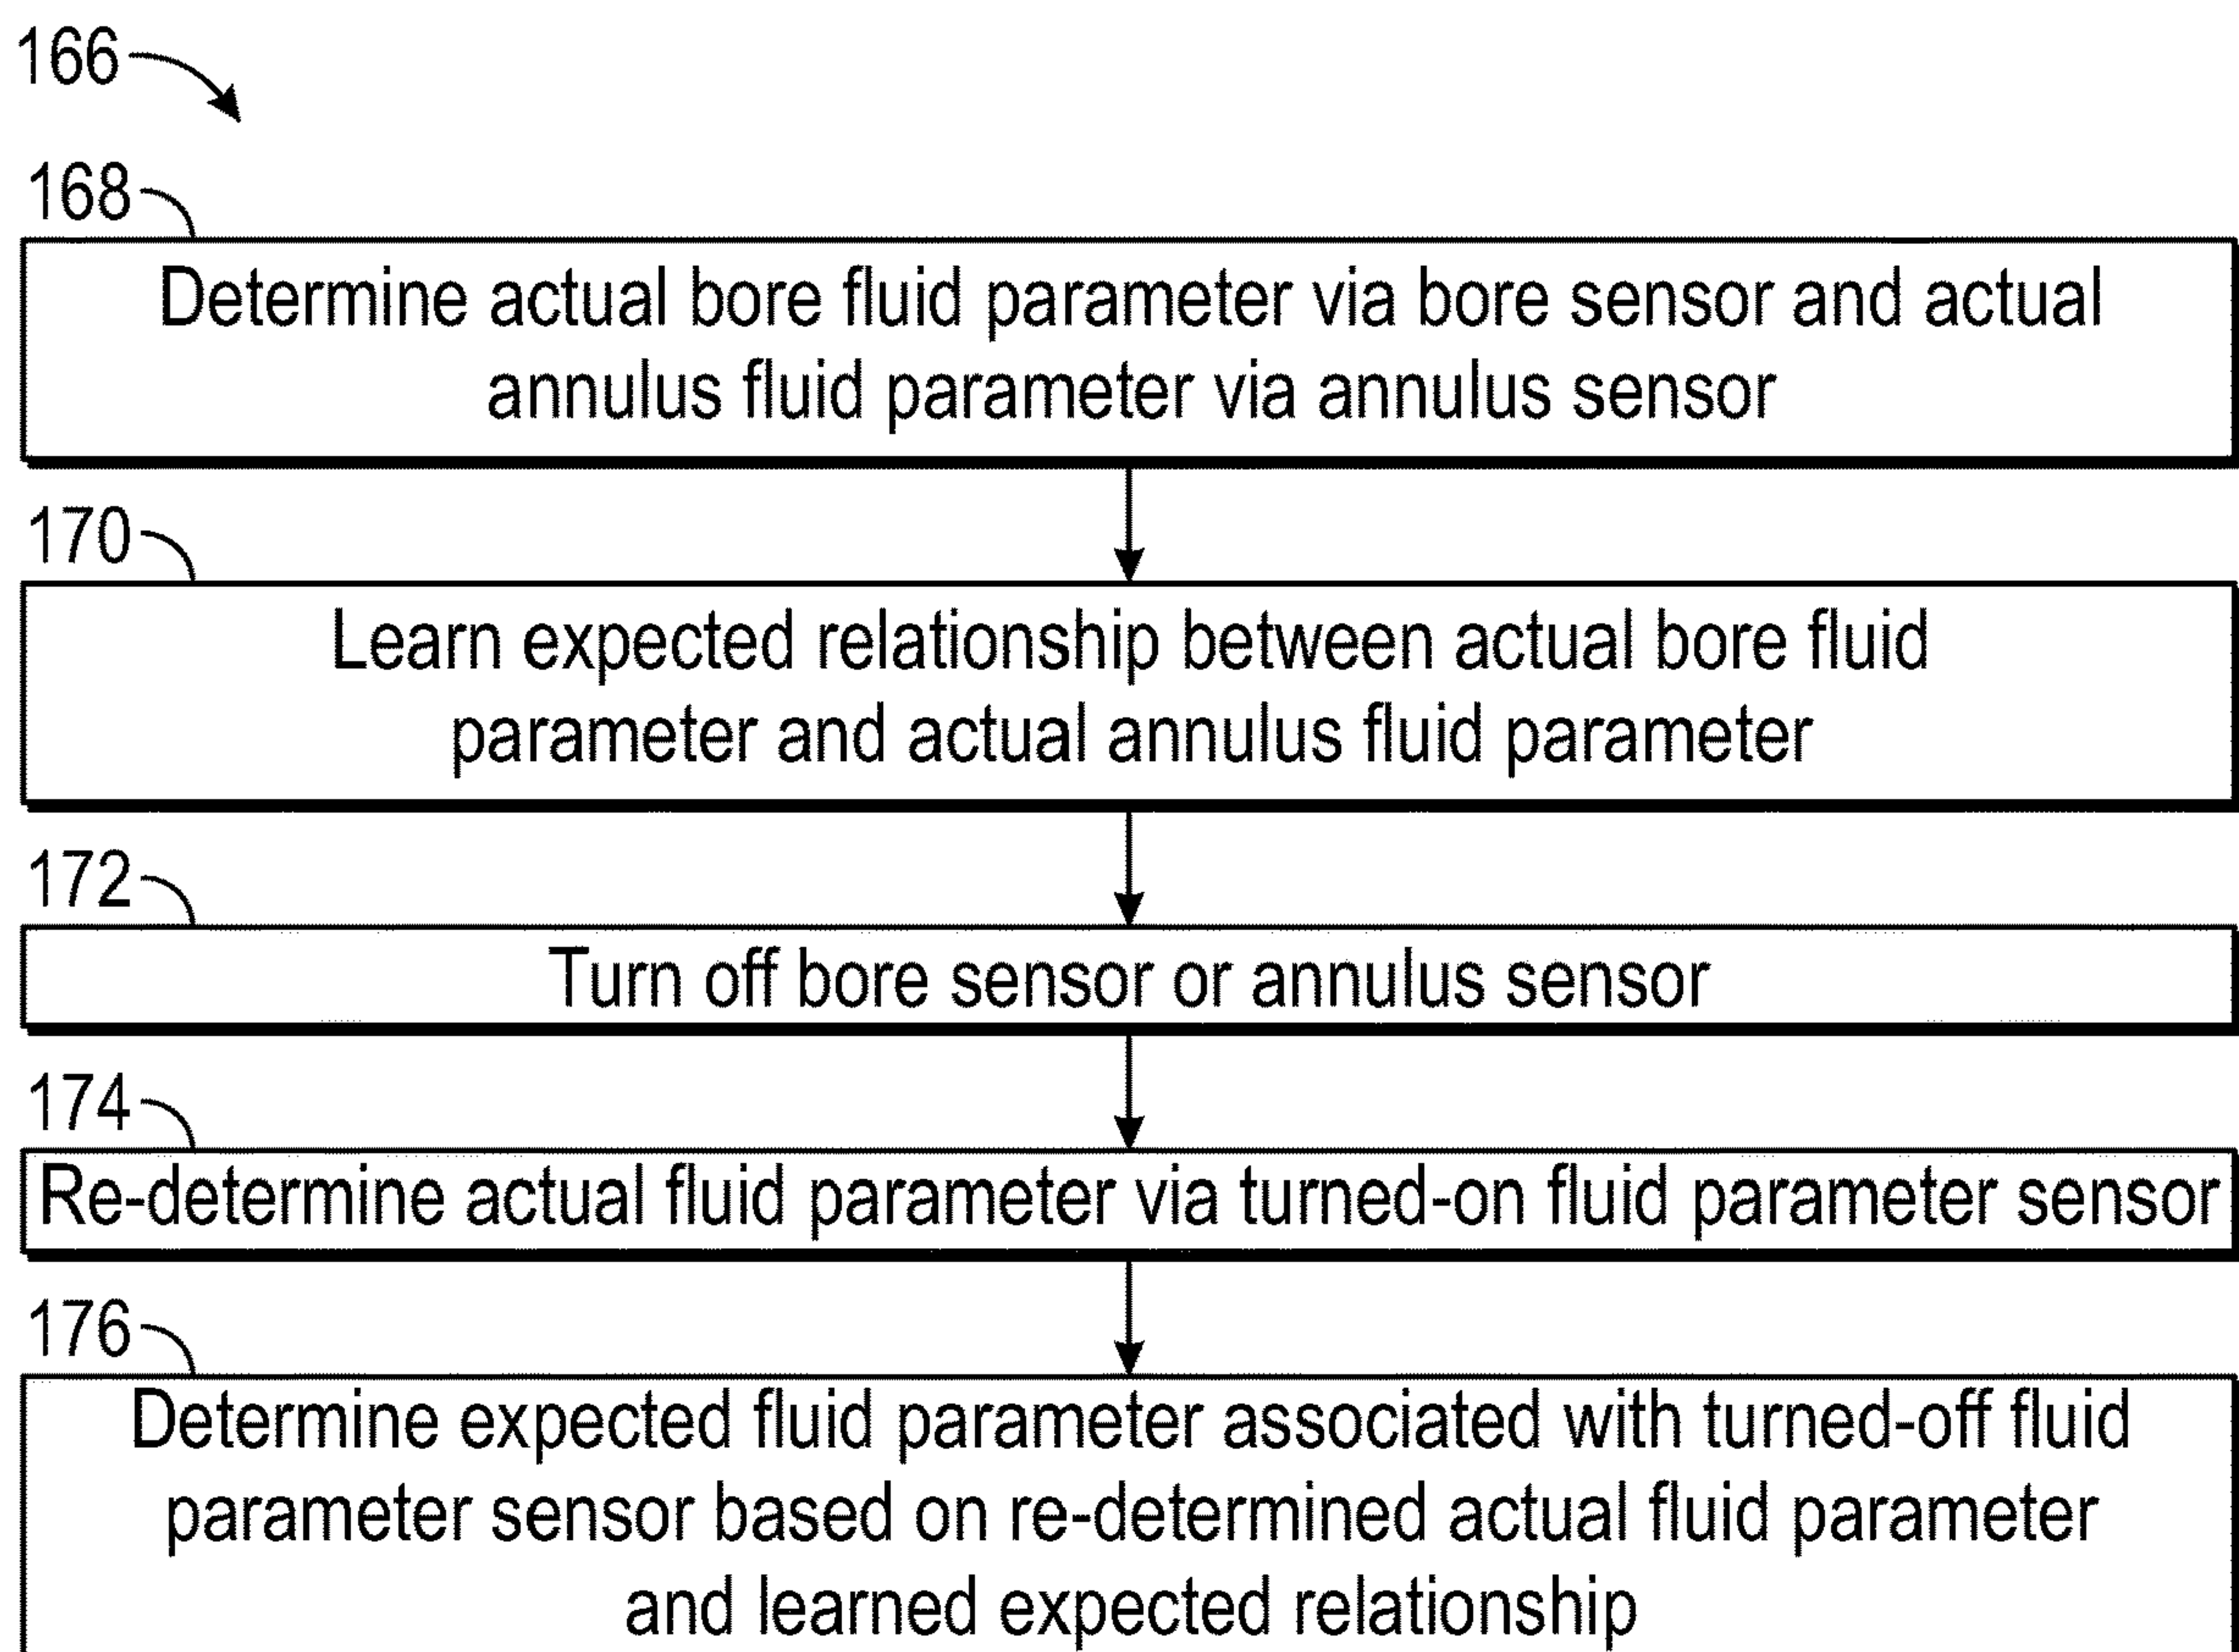 166
168
Determine actual bore fluid parameter via bore sensor and actual
annulus fluid parameter via annulus sensor
170
Learn expected relationship between actual bore fluid
parameter and actual annulus fluid parameter
172
Turn off bore sensor or annulus sensor
174
Re-determine actual fluid parameter via turned-on fluid parameter sensor
176
Determine expected fluid parameter associated with turned-off fluid
parameter sensor based on re-determined actual fluid parameter
and learned expected relationship